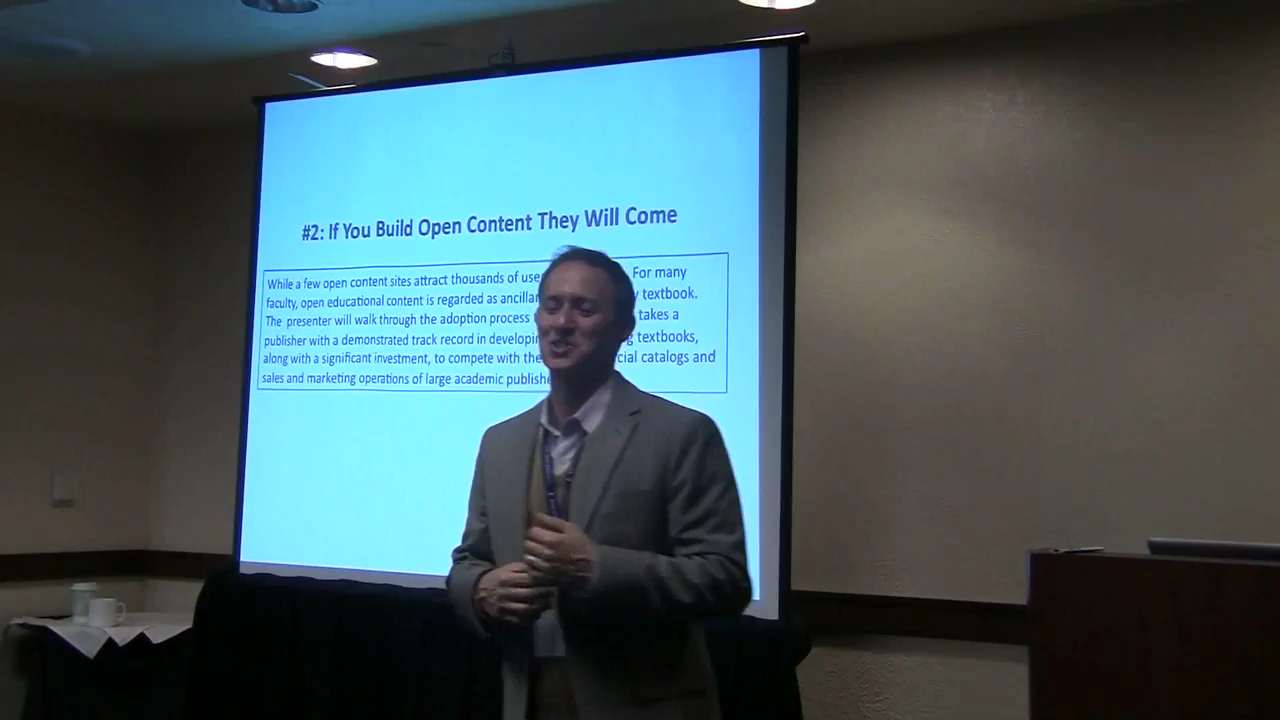 #2: If You Build Open Content They Will Come
While a few open content sites attract thousands of use For many
faculty, open educational content is regarded as ancillar textbook.
The presenter will walk through the adoption process takes a
publisher with a demonstrated track record in developi textbooks,
along with a significant investment, to compete with the cial catalogs and
sales and marketing operations of large academic publishe